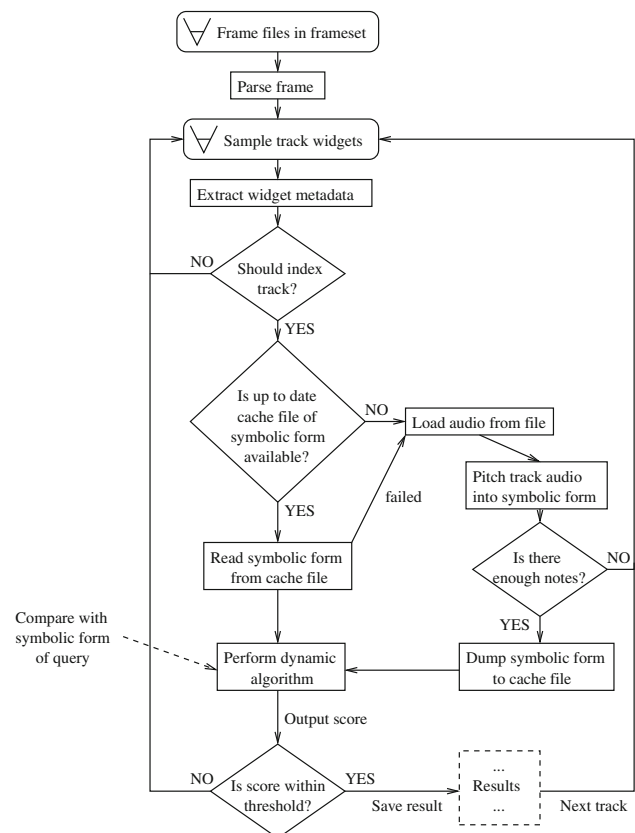 ∀ Frame files in frameset
Parse frame
∀ Sample track widgets
Extract widget metadata
NO
Should index
track?
YES
Is up to date
cache file of
symbolic form
available?
NO
Load audio from file
Pitch track audio
into symbolic form
failed
YES
Read symbolic form
from cache file
Is there
enough notes?
NO
YES
Compare with
symbolic form
of query
Perform dynamic
algorithm
Dump symbolic form
to cache file
Output score
NO
Is score within
threshold?
YES
Save result
...
Results
...
Next track